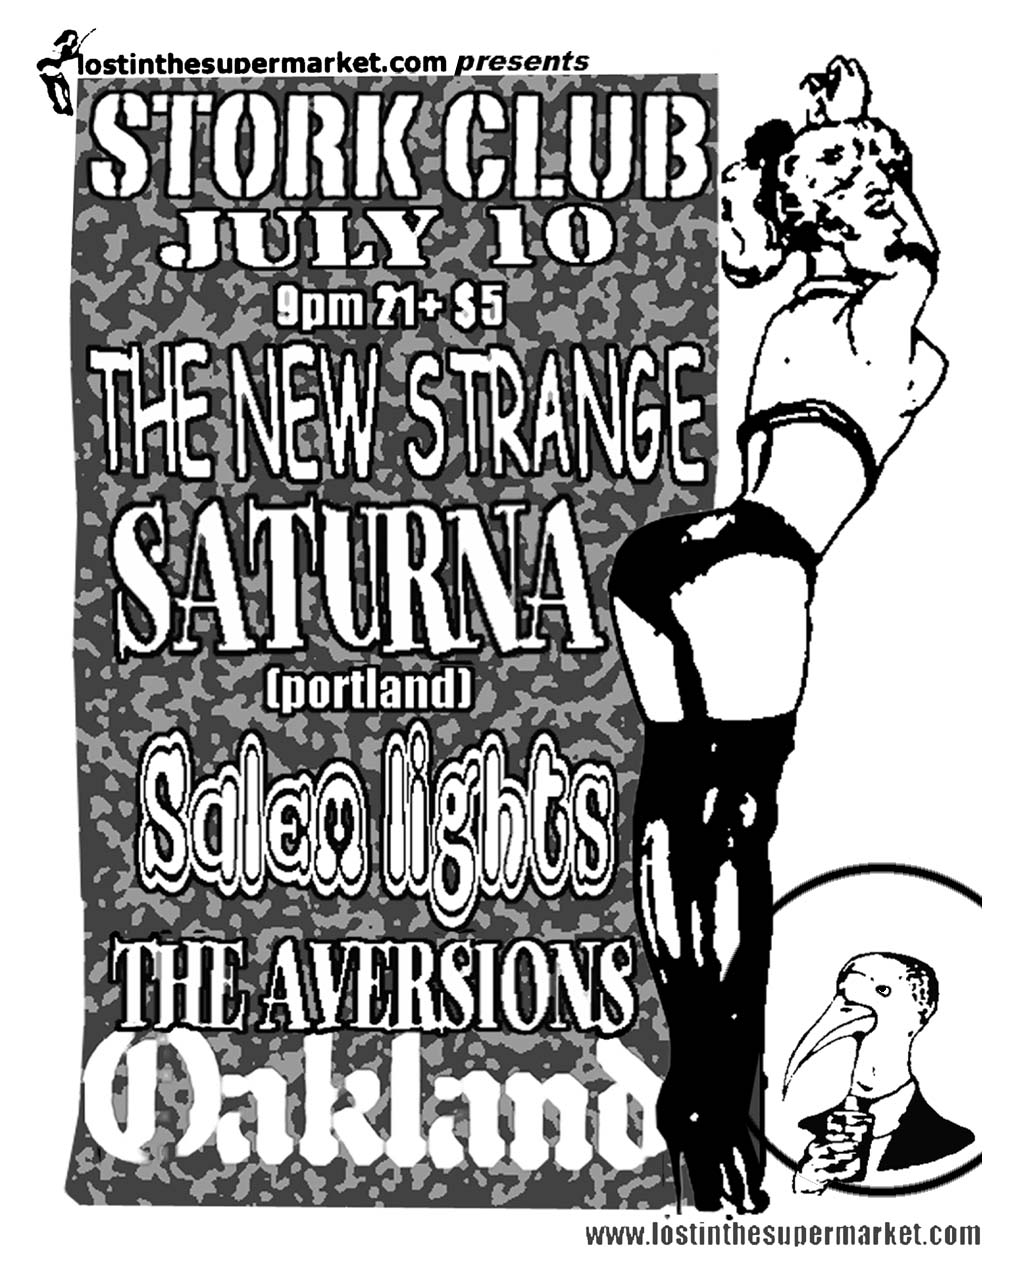 lostinthesupermarket.com presents
STORK CLUB
JULY 10
9pm 21+ $5
THE NEW STRANGE
SATURNA
(portland)
Salem lights
THE AVERSIONS
Oakland
www.lostinthesupermarket.com